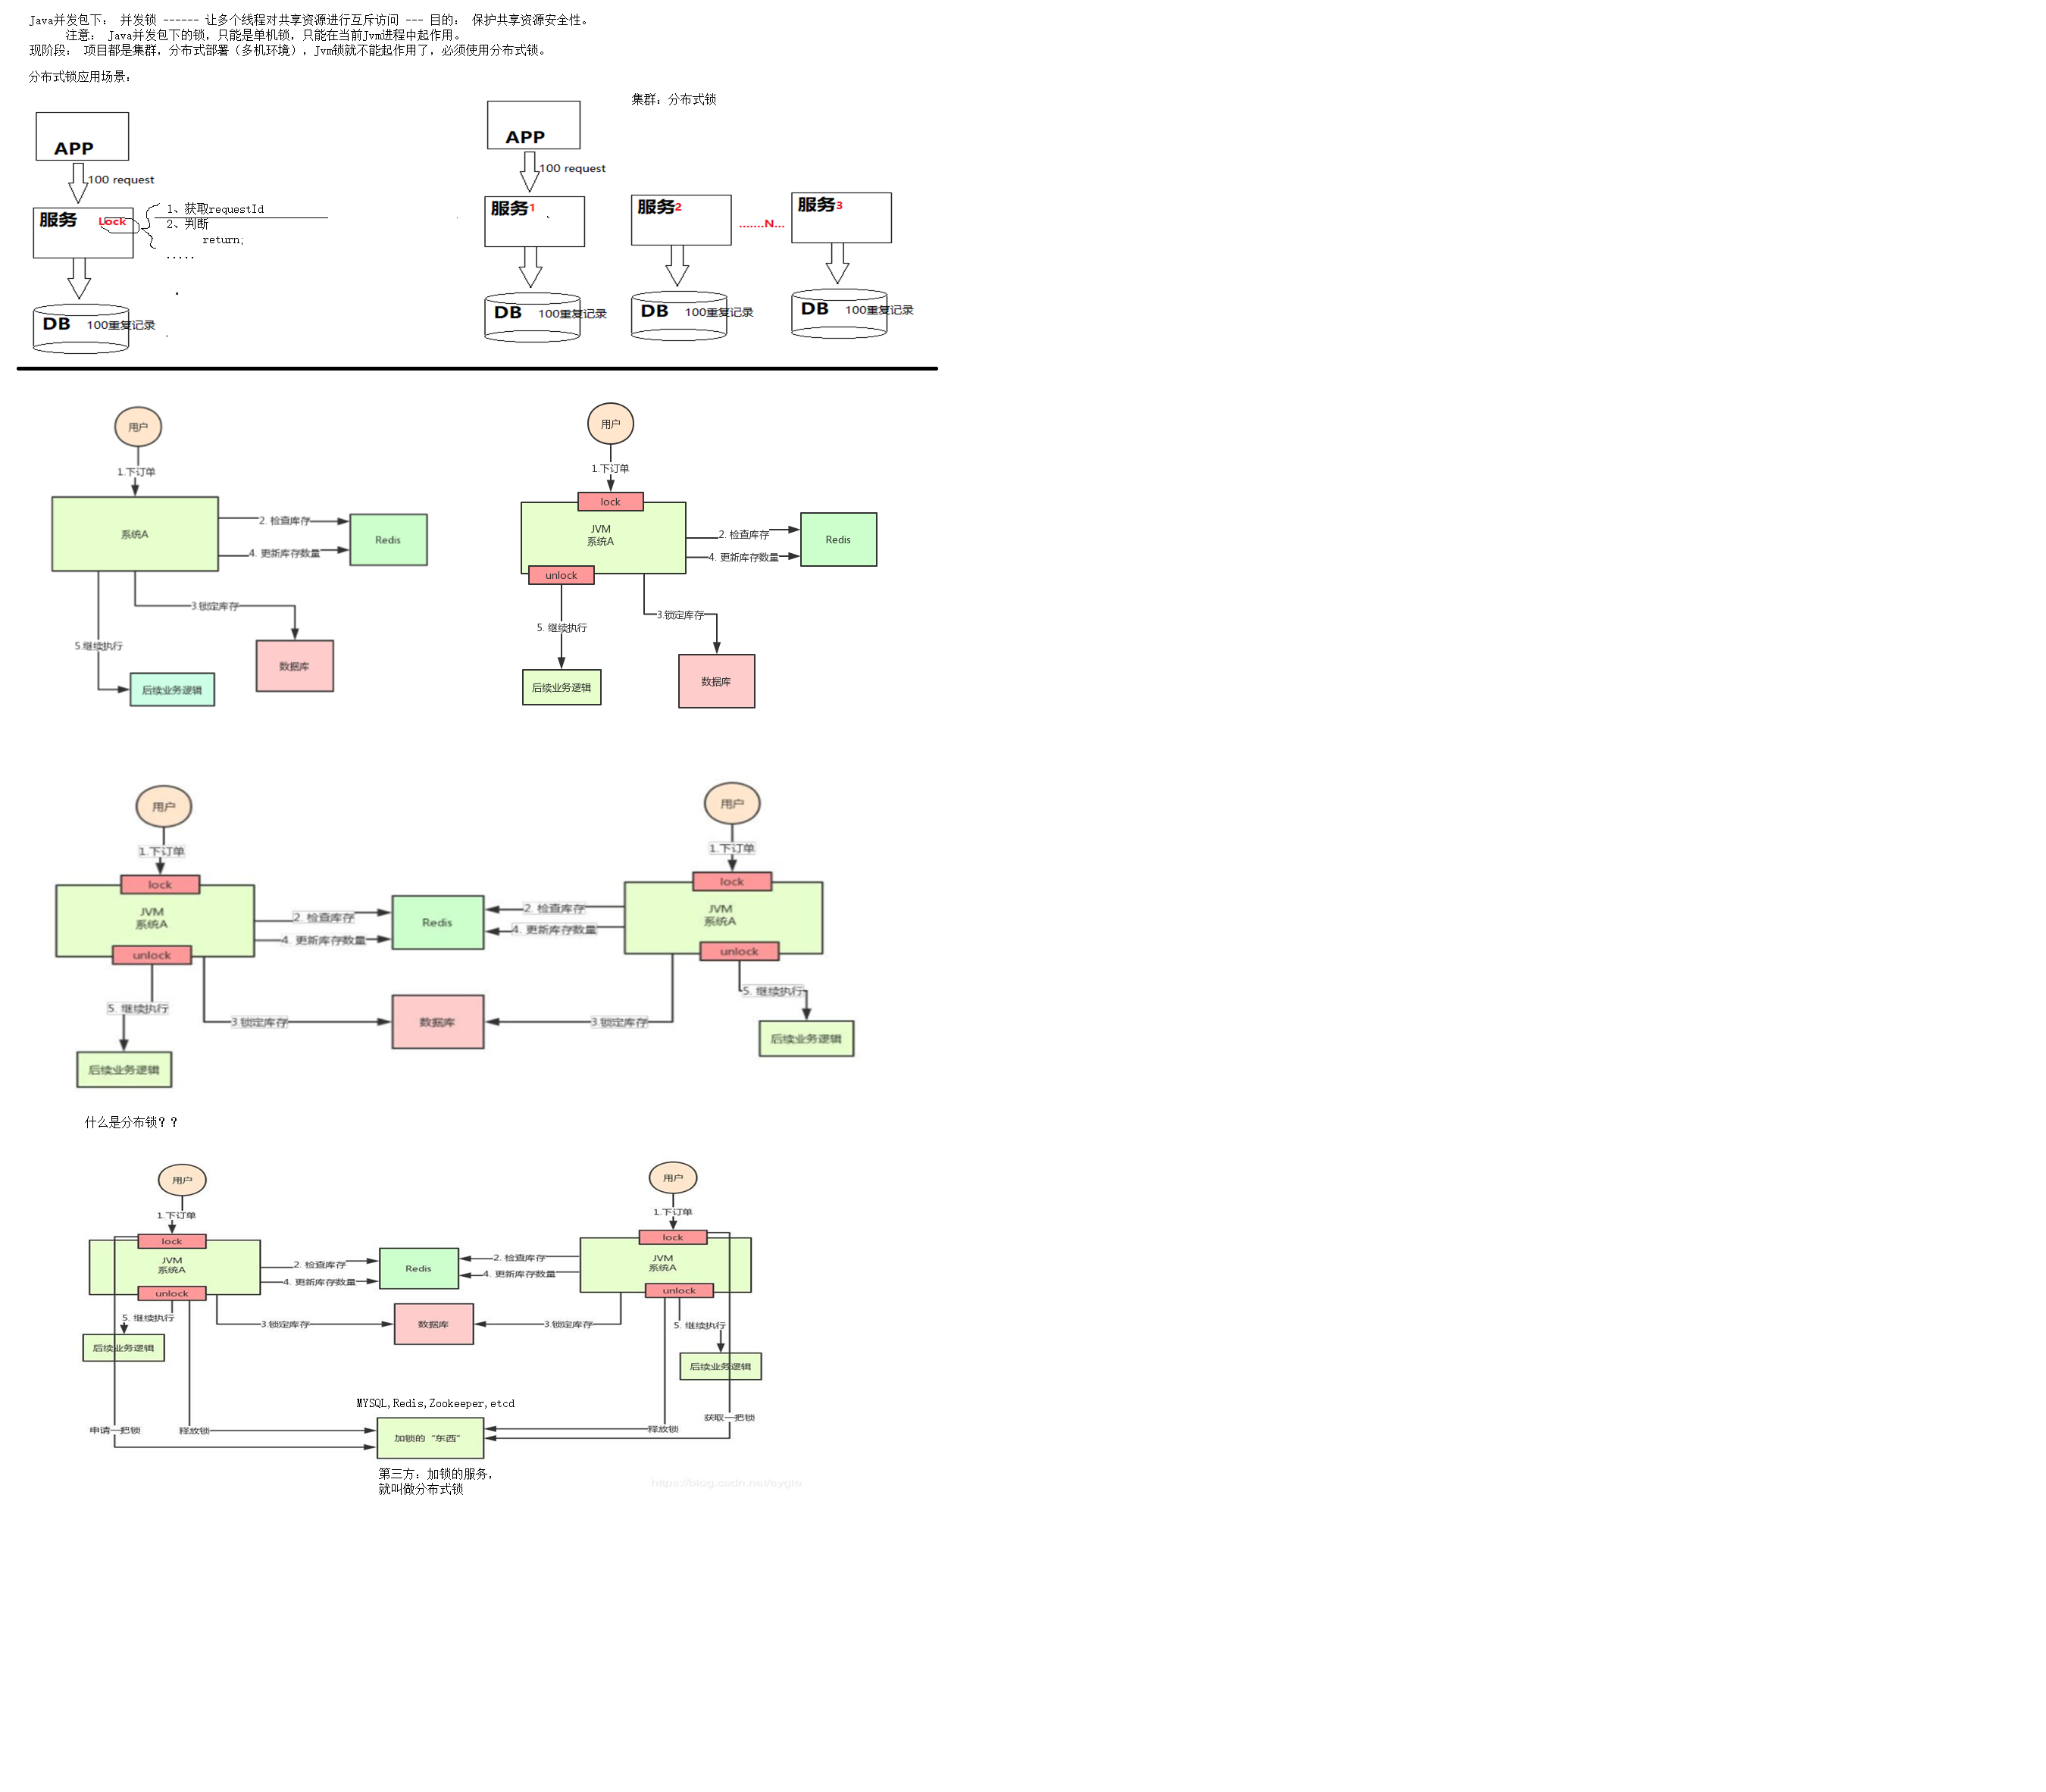 Java并发包下： 并发锁 ------ 让多个线程对共享资源进行互斥访问 --- 目的： 保护共享资源安全性。
注意： Java并发包下的锁，只能是单机锁，只能在当前Jvm进程中起作用。
现阶段： 项目都是集群，分布式部署（多机环境），Jvm锁就不能起作用了，必须使用分布式锁。
分布式锁应用场景：
APP
100 request
服务 Lock
1、获取requestId
2、判断
return;
.....
DB 100重复记录
集群：分布式锁
APP
100 request
服务1
服务2
.......N...
服务3
DB 100重复记录
DB 100重复记录
DB 100重复记录
用户
1.下订单
系统A
2. 检查库存
4. 更新库存数量
Redis
3.锁定库存
5.继续执行
数据库
后续业务逻辑
用户
1.下订单
lock
JVM
系统A
unlock
2. 检查库存
4. 更新库存数量
Redis
3.锁定库存
5. 继续执行
后续业务逻辑
数据库
用户
1.下订单
lock
JVM
系统A
unlock
2. 检查库存
4. 更新库存数量
Redis
5. 继续执行
3.锁定库存
数据库
后续业务逻辑
用户
1.下订单
lock
JVM
系统A
unlock
2. 检查库存
4. 更新库存数量
5. 继续执行
3.锁定库存
后续业务逻辑
什么是分布锁？？
用户
1.下订单
lock
JVM
系统A
unlock
2. 检查库存
4. 更新库存数量
Redis
5. 继续执行
3.锁定库存
数据库
后续业务逻辑
申请一把锁
释放锁
用户
1.下订单
lock
JVM
系统A
unlock
2. 检查库存
4. 更新库存数量
3.锁定库存
5. 继续执行
后续业务逻辑
获取一把锁
释放锁
MYSQL,Redis,Zookeeper,etcd
加锁的“东西”
第三方：加锁的服务，
就叫做分布式锁